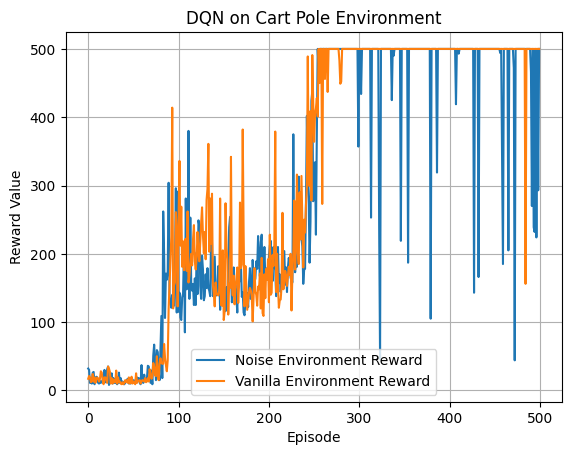 DQN on Cart Pole Environment
Reward Value
500
400
300
200
100
0
Noise Environment Reward
Vanilla Environment Reward
0 100 200 300 400 500
Episode